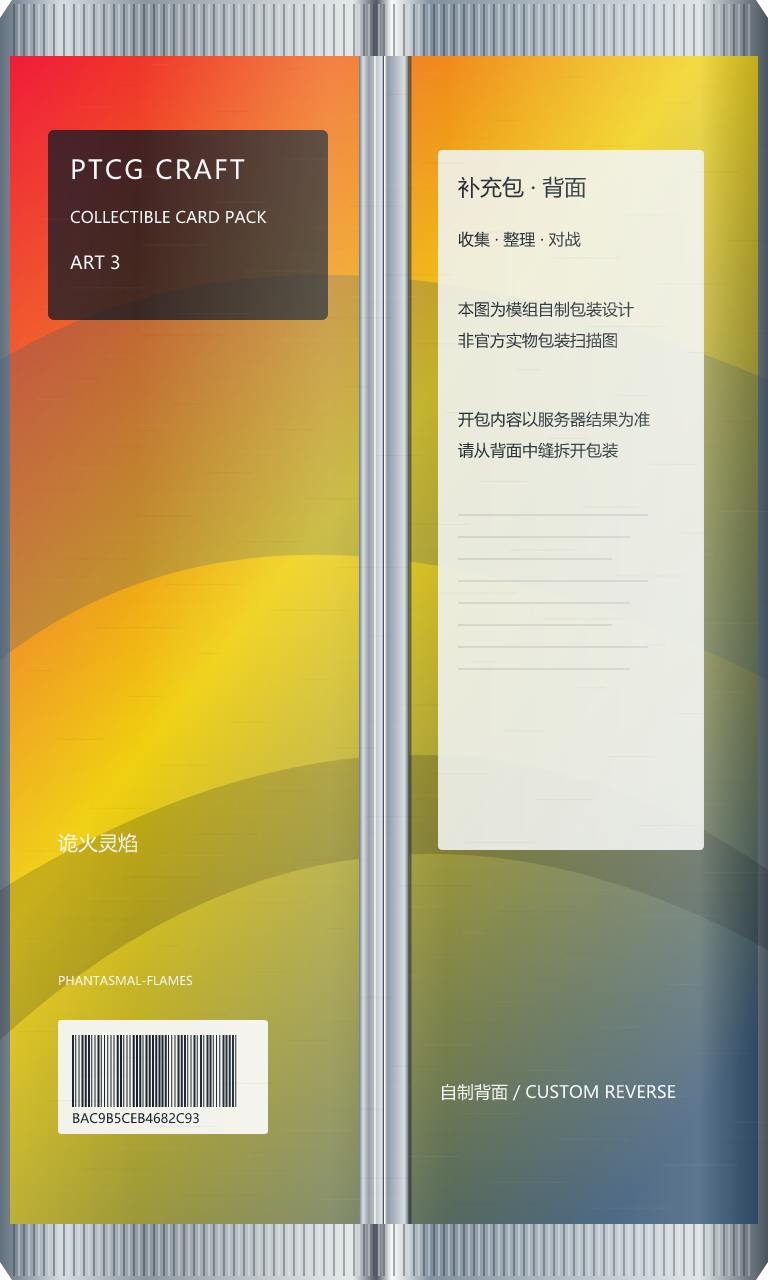 PTCG CRAFT
COLLECTIBLE CARD PACK
ART 3
诡火灵焰
PHANTASMAL-FLAMES
BAC9B5CEB4682C93
补充包 · 背面
收集 · 整理 · 对战
本图为模组自制包装设计
非官方实物包装扫描图
开包内容以服务器结果为准
请从背面中缝拆开包装
自制背面 / CUSTOM REVERSE